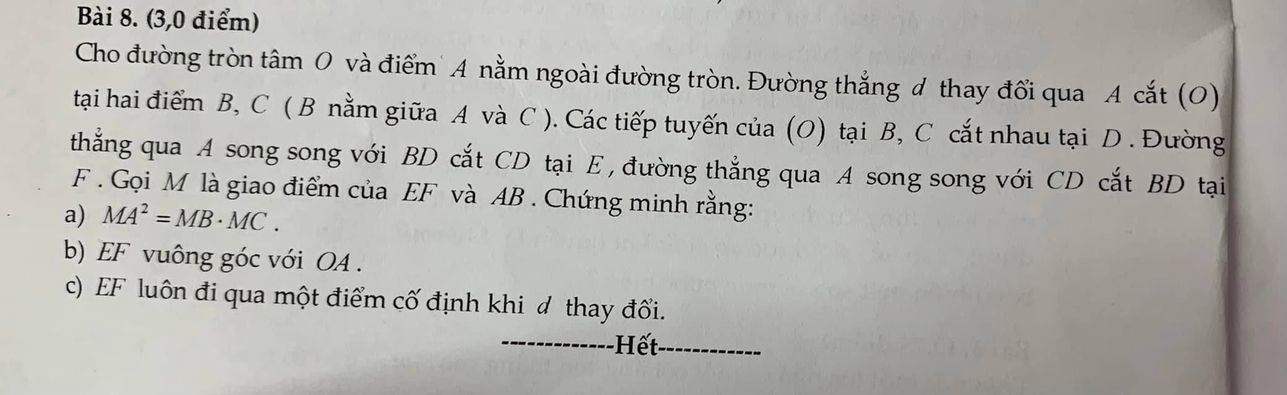 Bài 8. (3,0 điểm)
Cho đường tròn tâm O và điểm A nằm ngoài đường tròn. Đường thẳng d thay đổi qua A cắt (O)
tại hai điểm B, C ( B nằm giữa A và C ). Các tiếp tuyến của (O) tại B, C cắt nhau tại D . Đường
thẳng qua A song song với BD cắt CD tại E , đường thẳng qua A song song với CD cắt BD tại
F . Gọi M là giao điểm của EF và AB . Chứng minh rằng:
a) MA² = MB · MC .
b) EF vuông góc với OA .
c) EF luôn đi qua một điểm cố định khi d thay đổi.
-------------Hết------------